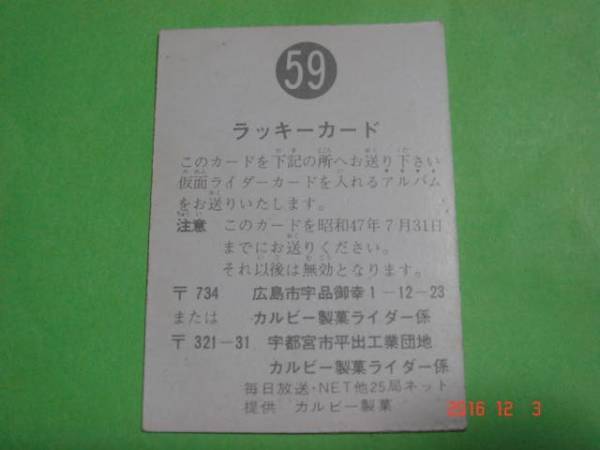 59
ラッキーカード
このカードを下記の所へお送り下さい
仮面ライダーカードを入れるアルバム
をお送りいたします。
注意 このカードを昭和47年7月31日
までにお送りください。
それ以後は無効となります。
〒734 広島市宇品御幸1-12-23
または カルビー製菓ライダー係
〒321-31 宇都宮市平出工業団地
カルビー製菓ライダー係
毎日放送・NET他25局ネット
提供 カルビー製菓
2016 12 3